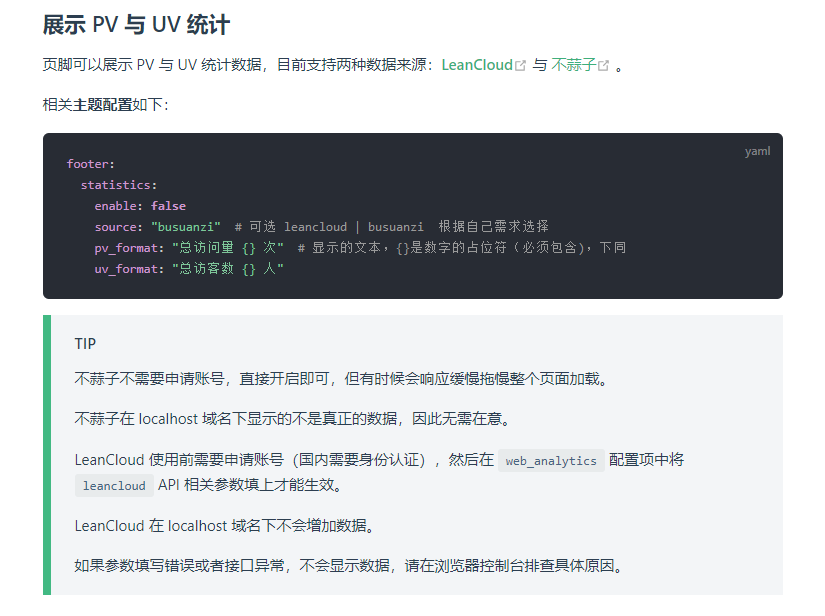 展示 PV 与 UV 统计
页脚可以展示 PV 与 UV 统计数据，目前支持两种数据来源：LeanCloud 与 不蒜子 。
相关主题配置如下：
yaml
footer:
  statistics:
    enable: false
    source: "busuanzi"  # 可选 leancloud | busuanzi  根据自己需求选择
    pv_format: "总访问量 {} 次"  # 显示的文本，{}是数字的占位符（必须包含)，下同
    uv_format: "总访客数 {} 人"
TIP
不蒜子不需要申请账号，直接开启即可，但有时候会响应缓慢拖慢整个页面加载。
不蒜子在 localhost 域名下显示的不是真正的数据，因此无需在意。
LeanCloud 使用前需要申请账号（国内需要身份认证），然后在 web_analytics 配置项中将
leancloud API 相关参数填上才能生效。
LeanCloud 在 localhost 域名下不会增加数据。
如果参数填写错误或者接口异常，不会显示数据，请在浏览器控制台排查具体原因。